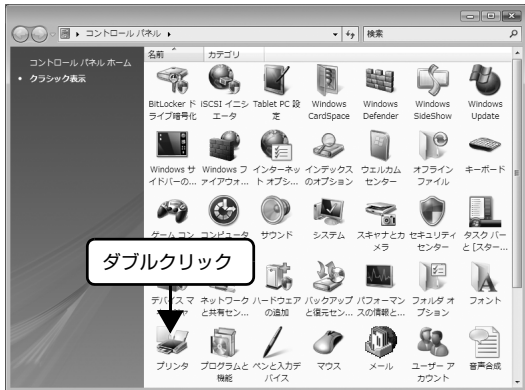 コントロール パネル
検索
コントロール パネル ホーム
クラシック表示
名前 カテゴリ
BitLocker ド
ライブ暗号化
iSCSI イニシ
エータ
Tablet PC 設
定
Windows
CardSpace
Windows
Defender
Windows
SideShow
Windows
Update
Windows サ
イドバーの...
Windows フ
ァイアウォ...
インターネッ
ト オプシ...
インデックス
のオプション
ウェルカム
センター
オフライン
ファイル
キーボード
ゲーム コン
コンピュータ
サウンド
システム
スキャナとカ
メラ
セキュリティ
センター
タスク バー
と [スター...
ダブルクリック
デバイス マ
ネットワーク
と共有セン...
ハードウェア
の追加
バックアップ
と復元セン...
パフォーマン
スの情報と...
フォルダ オ
プション
フォント
プリンタ
プログラムと
機能
ペンと入力デ
バイス
マウス
メール
ユーザー ア
カウント
音声合成